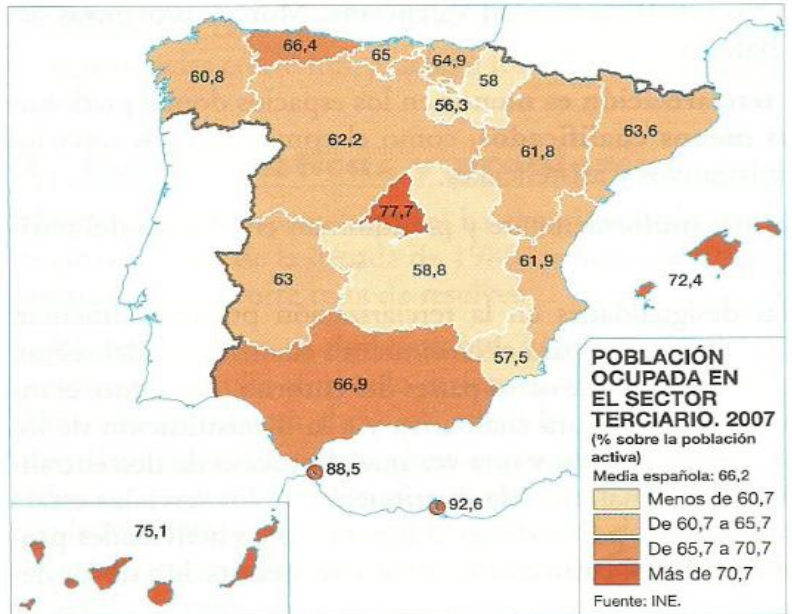 66,4
65
64,9
58
60,8
56,3
62,2
61,8
63,6
77,7
63
58,8
61,9
72,4
57,5
66,9
88,5
92,6
75,1
POBLACIÓN
OCUPADA EN
EL SECTOR
TERCIARIO. 2007
(% sobre la población
activa)
Media española: 66,2
Menos de 60,7
De 60,7 a 65,7
De 65,7 a 70,7
Más de 70,7
Fuente: INE.